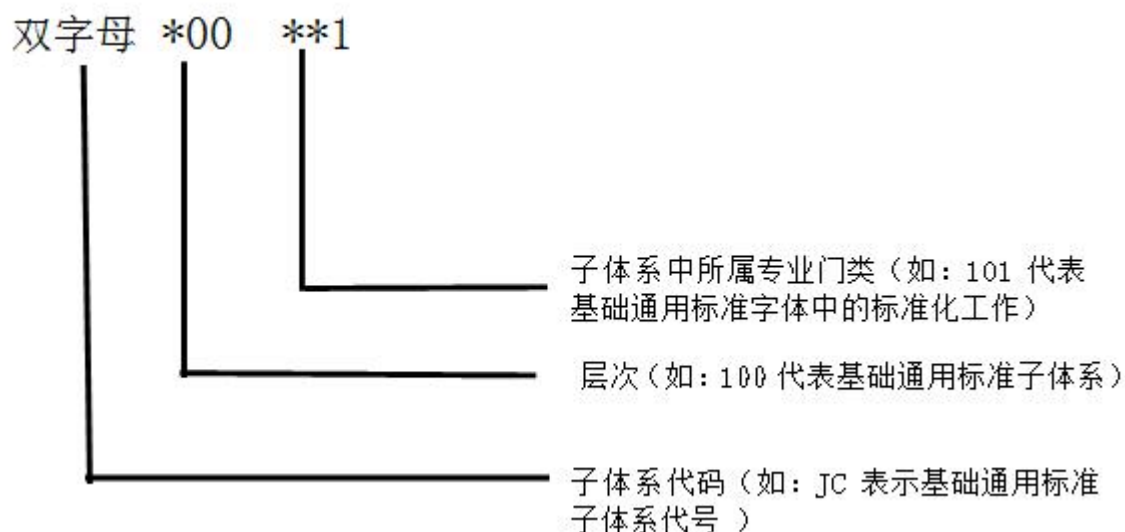 双字母 *00 **1
子体系中所属专业门类（如：101 代表
基础通用标准字体中的标准化工作）
层次（如：100 代表基础通用标准子体系）
子体系代码（如：JC 表示基础通用标准
子体系代号 ）